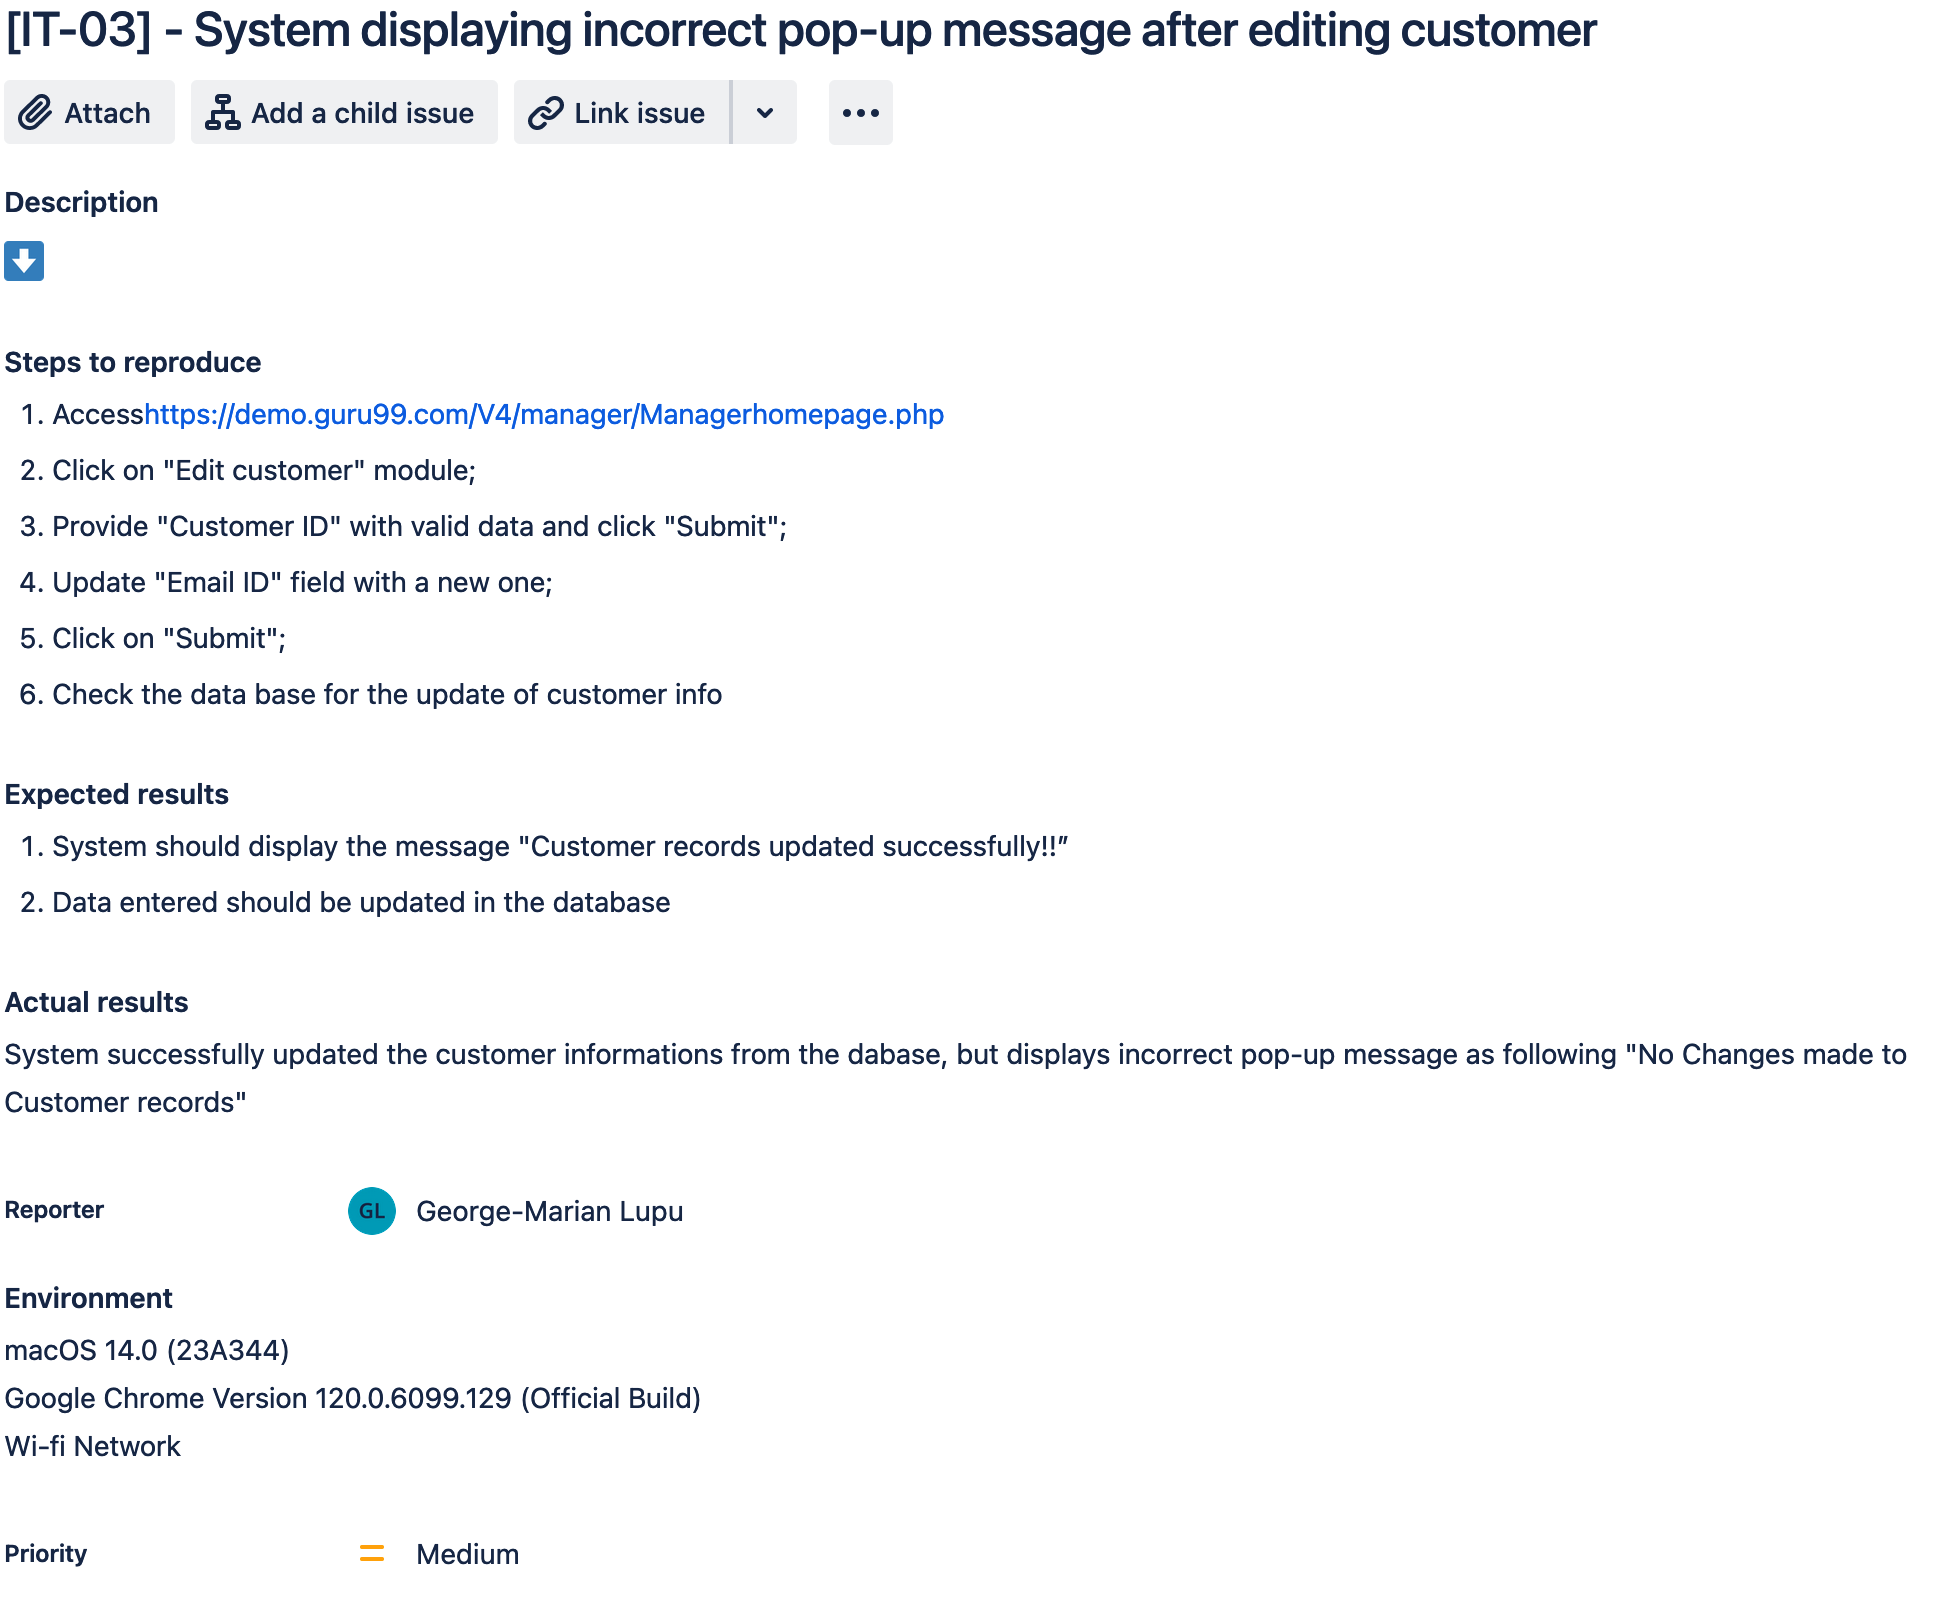 [IT-03] - System displaying incorrect pop-up message after editing customer
Attach Add a child issue Link issue
Description
Steps to reproduce
1. Accesshttps://demo.guru99.com/V4/manager/Managerhomepage.php
2. Click on "Edit customer" module;
3. Provide "Customer ID" with valid data and click "Submit";
4. Update "Email ID" field with a new one;
5. Click on "Submit";
6. Check the data base for the update of customer info
Expected results
1. System should display the message "Customer records updated successfully!!”
2. Data entered should be updated in the database
Actual results
System successfully updated the customer informations from the dabase, but displays incorrect pop-up message as following "No Changes made to
Customer records"
Reporter GL George-Marian Lupu
Environment
macOS 14.0 (23A344)
Google Chrome Version 120.0.6099.129 (Official Build)
Wi-fi Network
Priority Medium